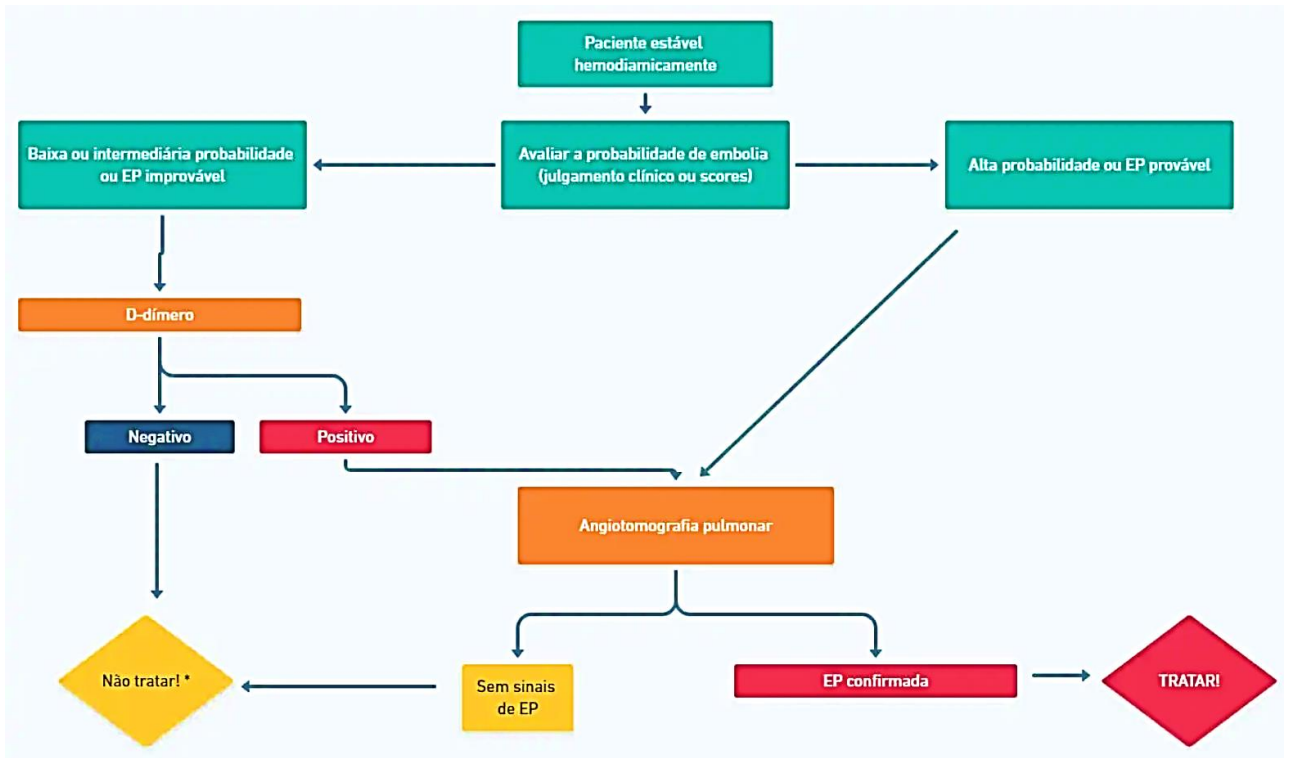 Paciente estável
hemodiamicamente
Baixa ou intermediária probabilidade
ou EP improvável
Avaliar a probabilidade de embolia
(julgamento clínico ou scores)
Alta probabilidade ou EP provável
D-dímero
Negativo
Positivo
Angiotomografia pulmonar
Não tratar! *
Sem sinais
de EP
EP confirmada
TRATAR!